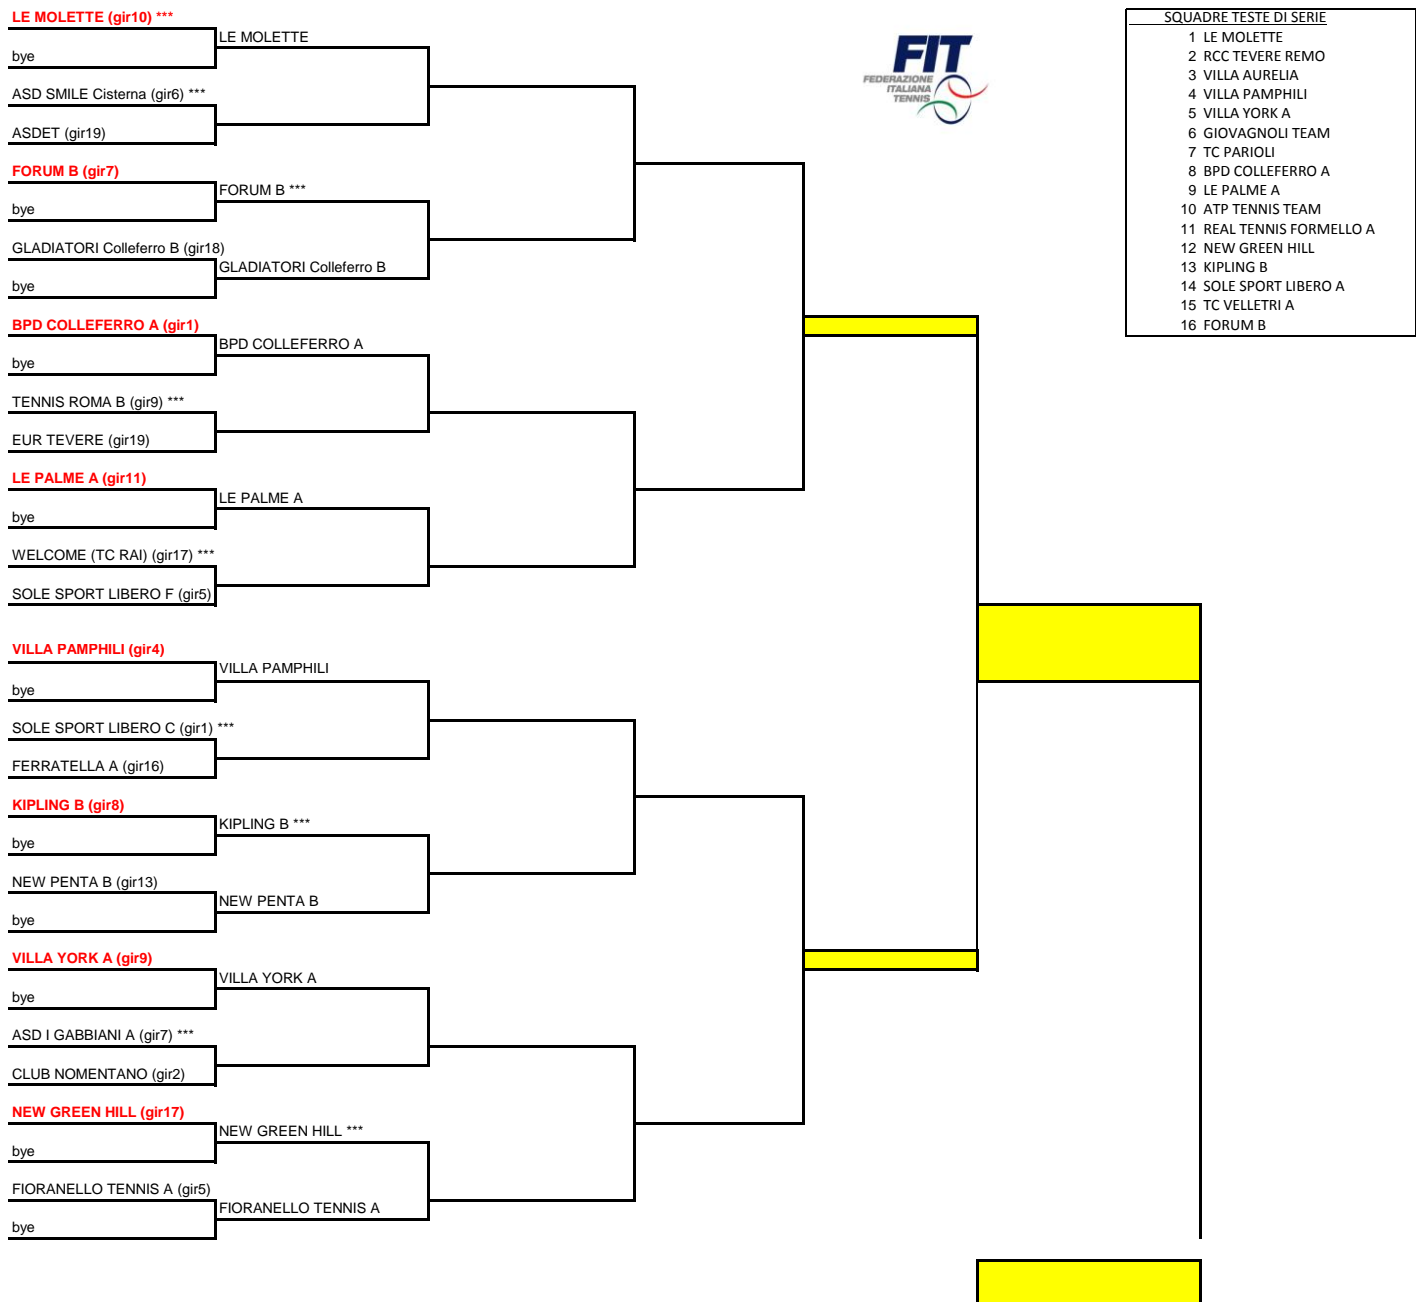 LE MOLETTE (gir10) ***
LE MOLETTE
bye
ASD SMILE Cisterna (gir6) ***
ASDET (gir19)
FORUM B (gir7)
FORUM B ***
bye
GLADIATORI Colleferro B (gir18)
GLADIATORI Colleferro B
bye
BPD COLLEFERRO A (gir1)
BPD COLLEFERRO A
bye
TENNIS ROMA B (gir9) ***
EUR TEVERE (gir19)
LE PALME A (gir11)
LE PALME A
bye
WELCOME (TC RAI) (gir17) ***
SOLE SPORT LIBERO F (gir5)
VILLA PAMPHILI (gir4)
VILLA PAMPHILI
bye
SOLE SPORT LIBERO C (gir1) ***
FERRATELLA A (gir16)
KIPLING B (gir8)
KIPLING B ***
bye
NEW PENTA B (gir13)
NEW PENTA B
bye
VILLA YORK A (gir9)
VILLA YORK A
bye
ASD I GABBIANI A (gir7) ***
CLUB NOMENTANO (gir2)
NEW GREEN HILL (gir17)
NEW GREEN HILL ***
bye
FIORANELLO TENNIS A (gir5)
FIORANELLO TENNIS A
bye
FIT
FEDERAZIONE
ITALIANA
TENNIS
SQUADRE TESTE DI SERIE
1 LE MOLETTE
2 RCC TEVERE REMO
3 VILLA AURELIA
4 VILLA PAMPHILI
5 VILLA YORK A
6 GIOVAGNOLI TEAM
7 TC PARIOLI
8 BPD COLLEFERRO A
9 LE PALME A
10 ATP TENNIS TEAM
11 REAL TENNIS FORMELLO A
12 NEW GREEN HILL
13 KIPLING B
14 SOLE SPORT LIBERO A
15 TC VELLETRI A
16 FORUM B